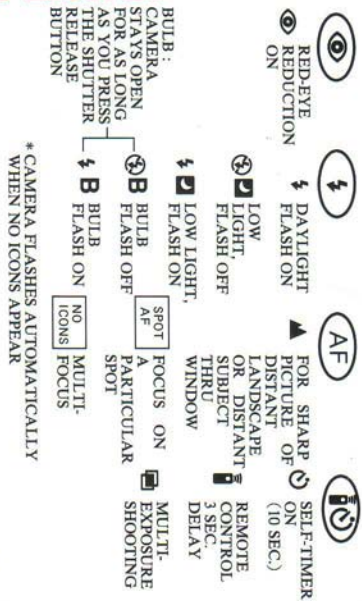 RED-EYE
REDUCTION
ON
BULB :
CAMERA
STAYS OPEN
FOR AS LONG
AS YOU PRESS
THE SHUTTER
RELEASE
BUTTON
DAYLIGHT
FLASH ON
LOW
LIGHT,
FLASH OFF
LOW LIGHT,
FLASH ON
B BULB
FLASH OFF
B BULB
FLASH ON
AF
FOR SHARP
PICTURE OF
DISTANT
LANDSCAPE
OR DISTANT
SUBJECT
THRU
WINDOW
SPOT
AF
FOCUS ON
A
PARTICULAR
SPOT
NO
ICONS
MULTI-
FOCUS
SELF-TIMER
ON
(10 SEC.)
REMOTE
CONTROL
3 SEC.
DELAY
MULTI-
EXPOSURE
SHOOTING
* CAMERA FLASHES AUTOMATICALLY
WHEN NO ICONS APPEAR